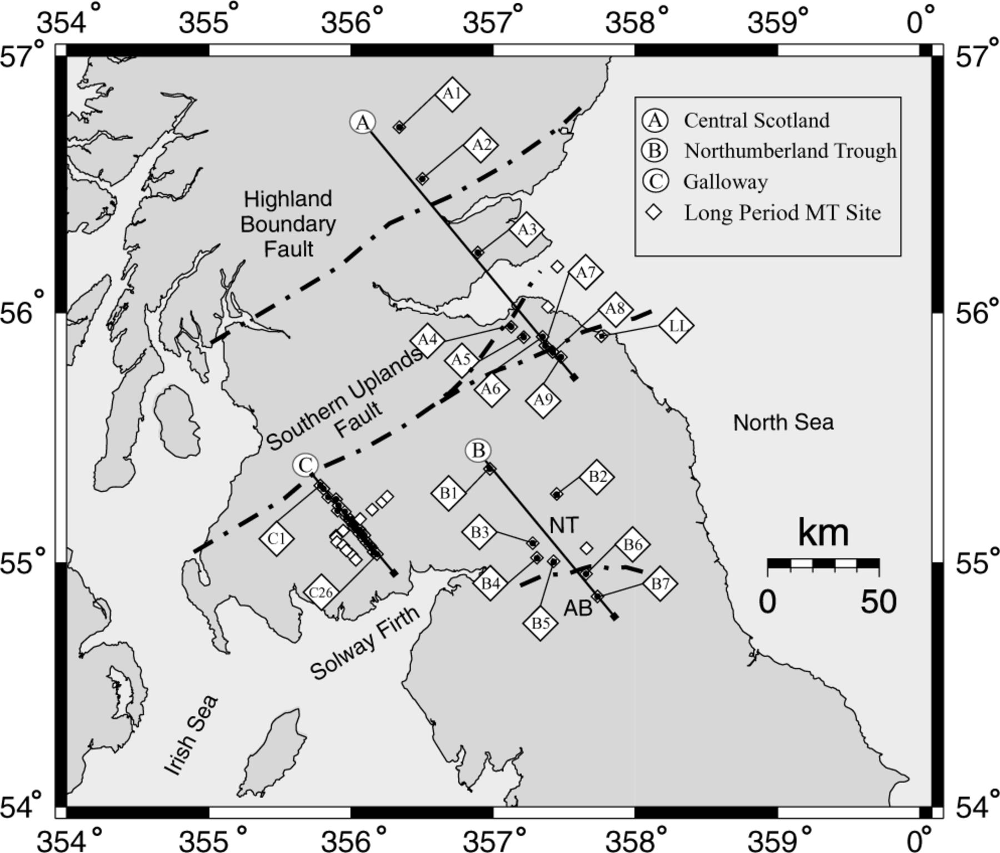 354° 355° 356° 357° 358° 359° 0°
57° 57°
A1
A
A Central Scotland
A2
B Northumberland Trough
C Galloway
Long Period MT Site
Highland
Boundary
Fault
A3
A7
56° 56°
A8
LL
A4
A5
A6
A9
Southern Uplands
Fault
North Sea
B
C
B2
B1
C1
B3
NT
B6
km
0 50
55° 55°
B4
B7
C26
AB
B5
Solway Firth
Irish Sea
54° 54°
354° 355° 356° 357° 358° 359° 0°